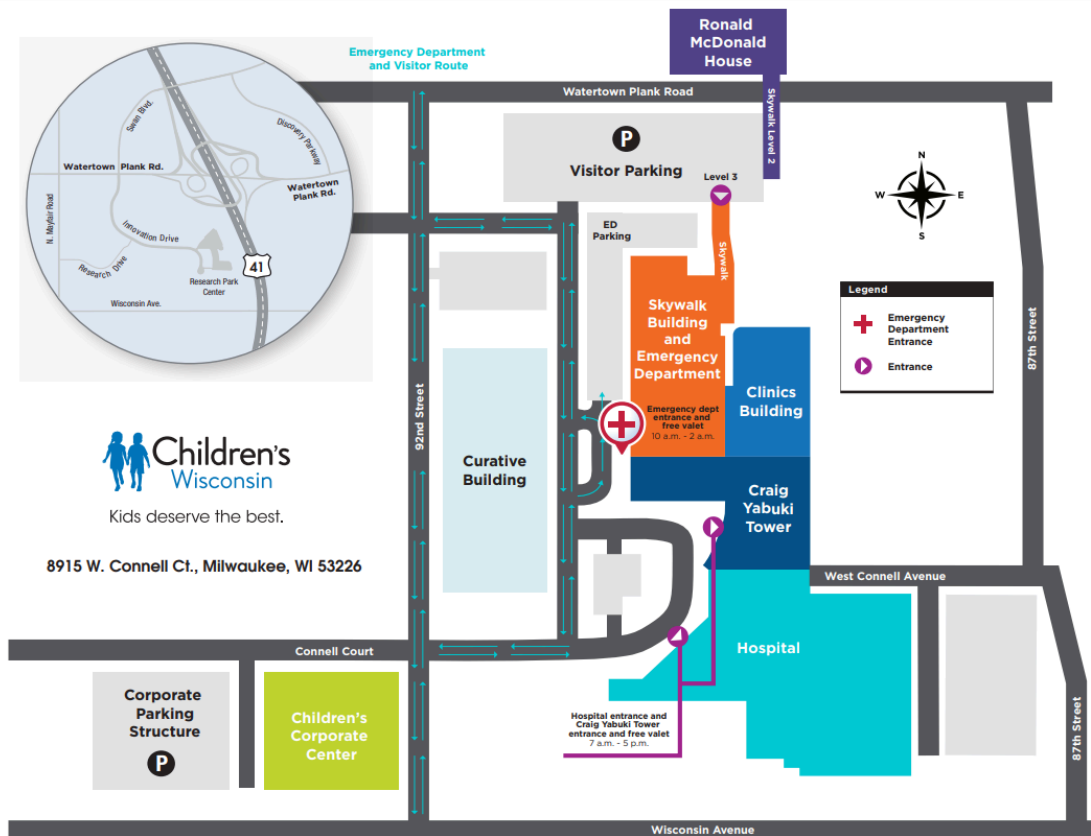 Ronald
McDonald
House
Emergency Department
and Visitor Route
Watertown Plank Road
Skywalk Level 2
P
Visitor Parking
Level 3
Swan Blvd.
Discovery Parkway
Watertown Plank Rd.
Watertown
Plank Rd.
N. Mayfair Road
Innovation Drive
Research Drive
41
Research Park
Center
Wisconsin Ave.
N
W
E
S
ED
Parking
Skywalk
Skywalk
Building
and
Emergency
Department
Legend
Emergency
Department
Entrance
Entrance
87th Street
92nd Street
Clinics
Building
Emergency dept
entrance and
free valet
10 a.m. - 2 a.m.
Children's
Wisconsin
Kids deserve the best.
8915 W. Connell Ct., Milwaukee, WI 53226
Curative
Building
Craig
Yabuki
Tower
West Connell Avenue
Connell Court
Hospital
Corporate
Parking
Structure
P
Children's
Corporate
Center
Hospital entrance and
Craig Yabuki Tower
entrance and free valet
7 a.m. - 5 p.m.
87th Street
Wisconsin Avenue